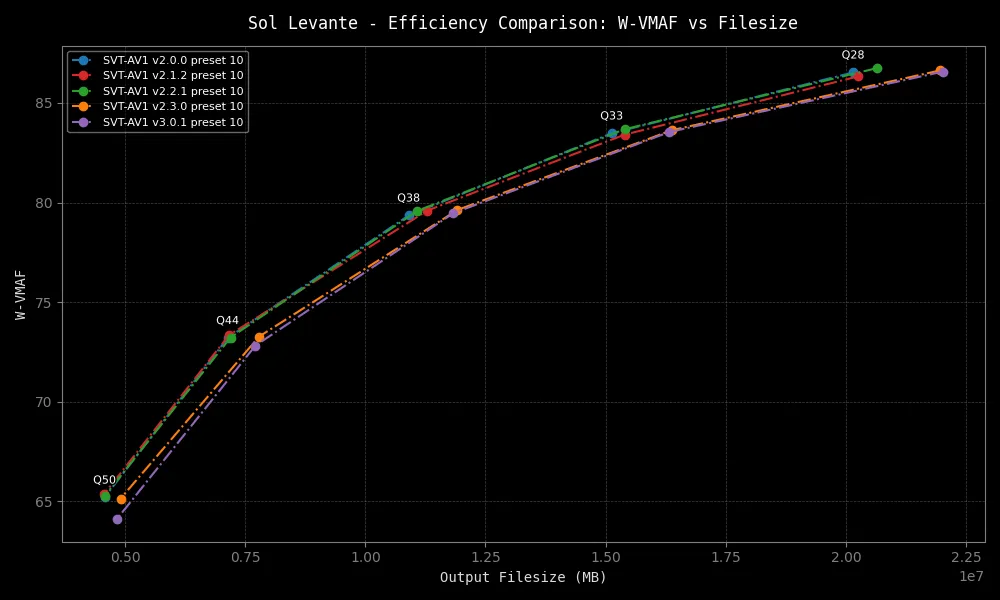 Sol Levante - Efficiency Comparison: W-VMAF vs Filesize
SVT-AV1 v2.0.0 preset 10
SVT-AV1 v2.1.2 preset 10
SVT-AV1 v2.2.1 preset 10
SVT-AV1 v2.3.0 preset 10
SVT-AV1 v3.0.1 preset 10
Q28
Q33
Q38
Q44
Q50
W-VMAF
85
80
75
70
65
0.50 0.75 1.00 1.25 1.50 1.75 2.00 2.25
1e7
Output Filesize (MB)